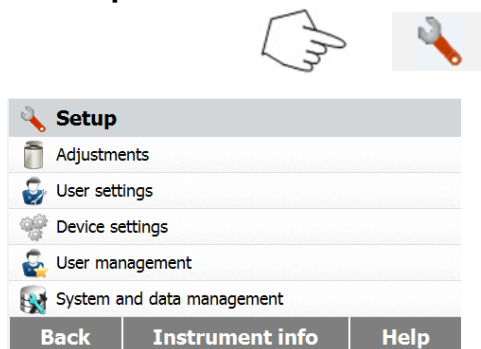 Setup
Adjustments
User settings
Device settings
User management
System and data management
Back Instrument info Help